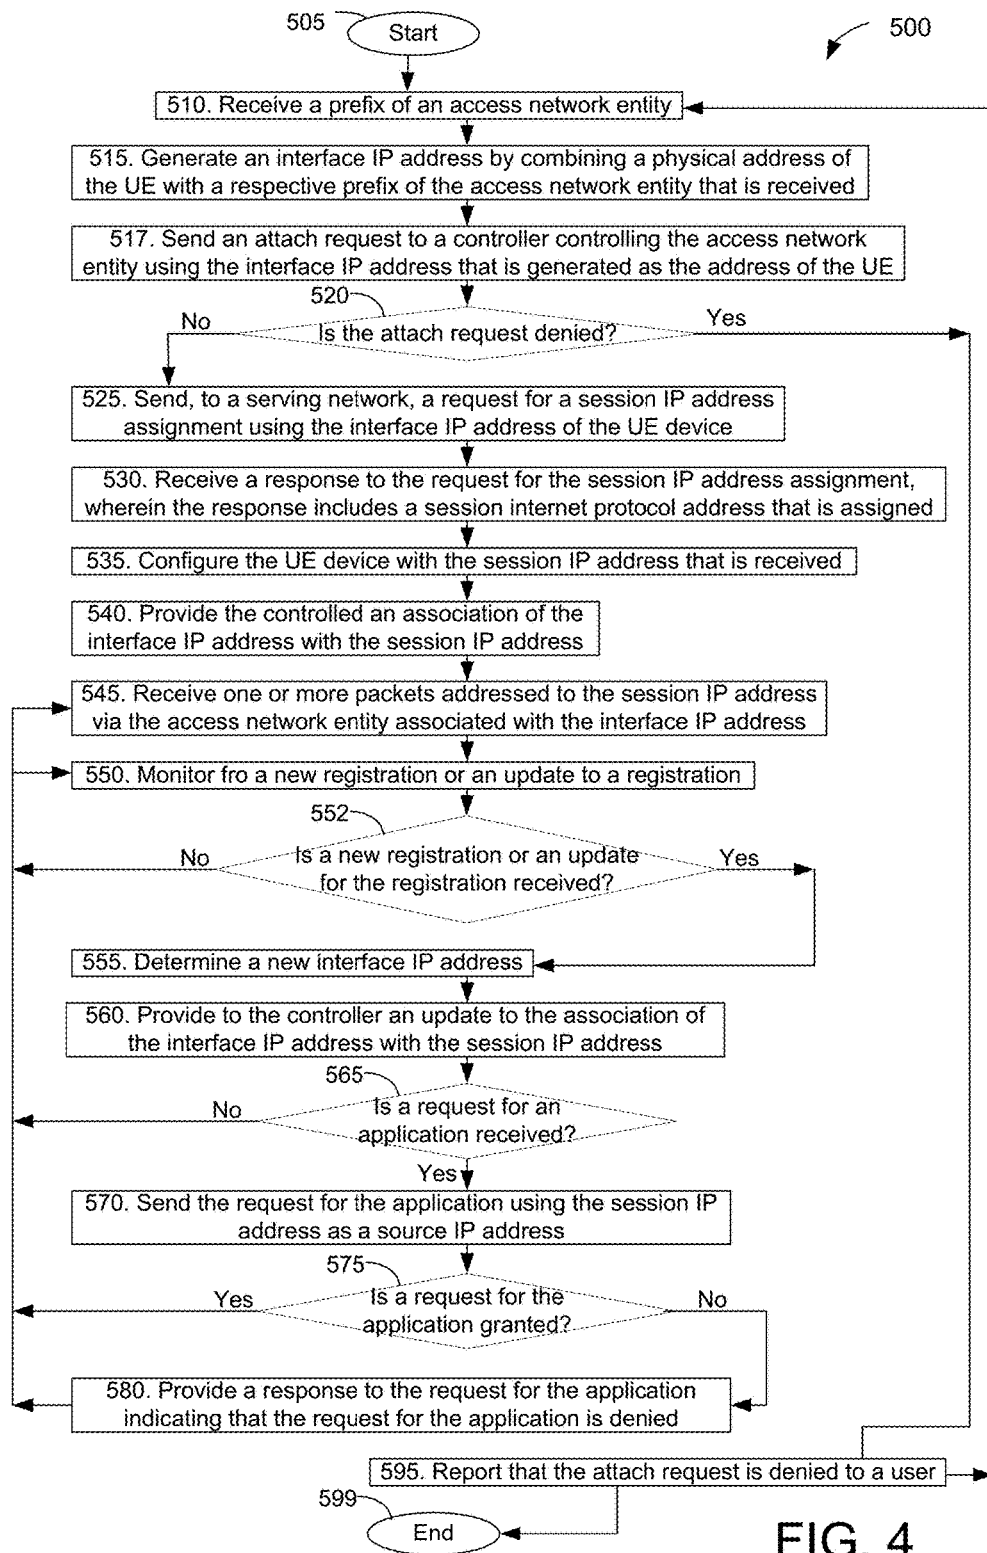 505
Start
500
510. Receive a prefix of an access network entity
515. Generate an interface IP address by combining a physical address of
the UE with a respective prefix of the access network entity that is received
517. Send an attach request to a controller controlling the access network
entity using the interface IP address that is generated as the address of the UE
520
No
Is the attach request denied?
Yes
525. Send, to a serving network, a request for a session IP address
assignment using the interface IP address of the UE device
530. Receive a response to the request for the session IP address assignment,
wherein the response includes a session internet protocol address that is assigned
535. Configure the UE device with the session IP address that is received
540. Provide the controlled an association of the
interface IP address with the session IP address
545. Receive one or more packets addressed to the session IP address
via the access network entity associated with the interface IP address
550. Monitor fro a new registration or an update to a registration
552
No
Is a new registration or an update
for the registration received?
Yes
555. Determine a new interface IP address
560. Provide to the controller an update to the association of
the interface IP address with the session IP address
565
No
Is a request for an
application received?
Yes
570. Send the request for the application using the session IP
address as a source IP address
575
Yes
Is a request for the
application granted?
No
580. Provide a response to the request for the application
indicating that the request for the application is denied
595. Report that the attach request is denied to a user
599
End
FIG. 4